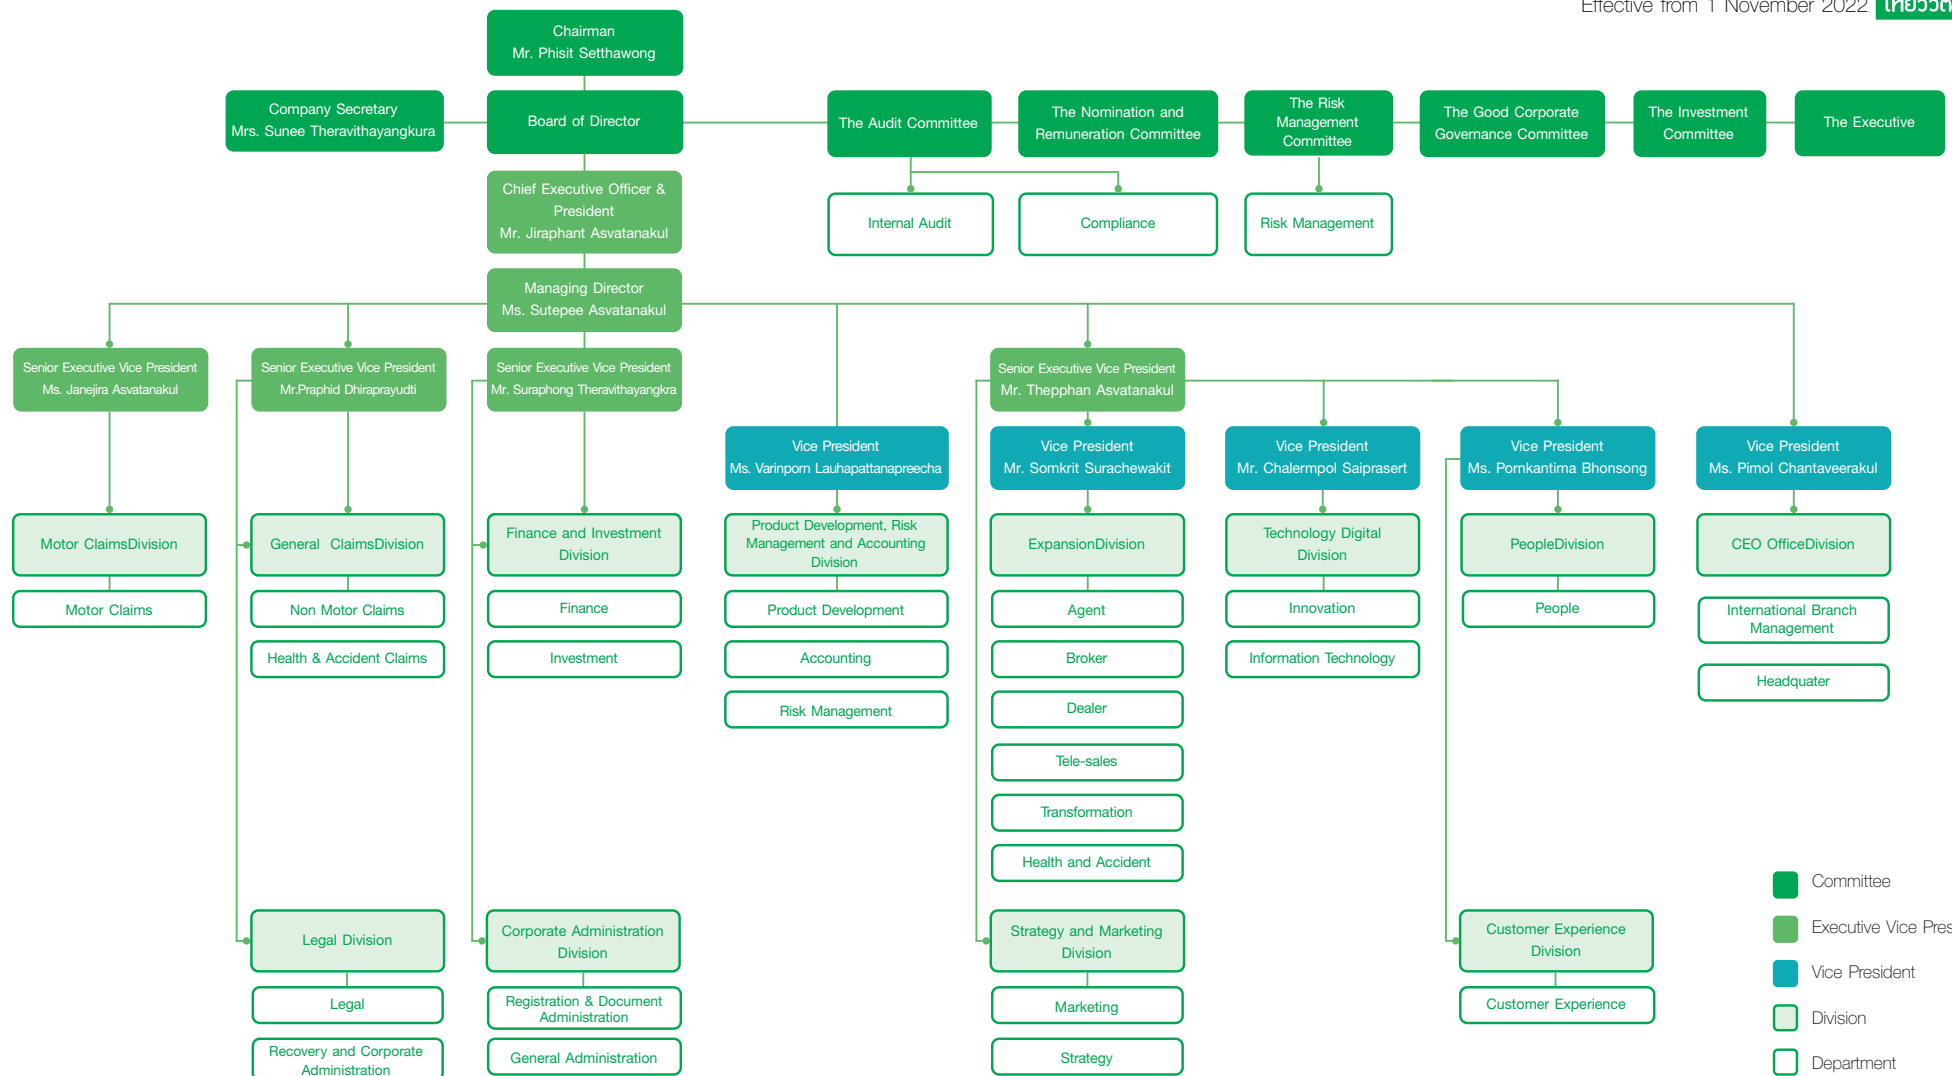 Effective from 1 November 2022
Chairman
Mr. Phisit Setthawong
Company Secretary
Mrs. Sunee Theravithayangkura
Board of Director
The Audit Committee
The Nomination and
Remuneration Committee
The Risk
Management
Committee
The Good Corporate
Governance Committee
The Investment
Committee
The Executive
Chief Executive Officer &
President
Mr. Jiraphant Asvatanakul
Internal Audit
Compliance
Risk Management
Managing Director
Ms. Sutepee Asvatanakul
Senior Executive Vice President
Ms. Janejira Asvatanakul
Senior Executive Vice President
Mr.Praphid Dhiraprayudti
Senior Executive Vice President
Mr. Suraphong Theravithayangkra
Senior Executive Vice President
Mr. Thepphan Asvatanakul
Vice President
Ms. Varinporn Lauhapattanapreecha
Vice President
Mr. Somkrit Surachewakit
Vice President
Mr. Chalermpol Saiprasert
Vice President
Ms. Pornkantima Bhonsong
Vice President
Ms. Pimol Chantaveerakul
Motor ClaimsDivision
General ClaimsDivision
Finance and Investment
Division
Product Development, Risk
Management and Accounting
Division
ExpansionDivision
Technology Digital
Division
PeopleDivision
CEO OfficeDivision
Motor Claims
Non Motor Claims
Finance
Product Development
Agent
Innovation
People
International Branch
Management
Health & Accident Claims
Investment
Accounting
Broker
Information Technology
Headquater
Risk Management
Dealer
Tele-sales
Transformation
Health and Accident
Legal Division
Corporate Administration
Division
Strategy and Marketing
Division
Customer Experience
Division
Legal
Registration & Document
Administration
Marketing
Customer Experience
Recovery and Corporate
Administration
General Administration
Strategy
Committee
Executive Vice Pres
Vice President
Division
Department